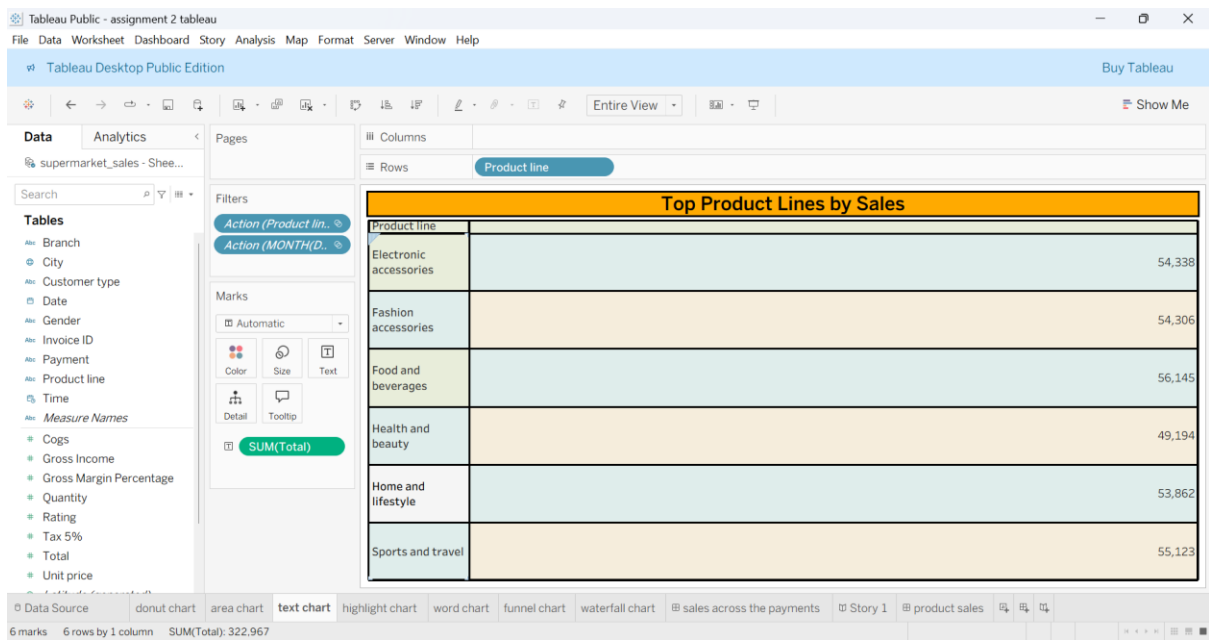 Tableau Public - assignment 2 tableau
File Data Worksheet Dashboard Story Analysis Map Format Server Window Help
Tableau Desktop Public Edition
Buy Tableau
Entire View
Show Me
Data Analytics
supermarket_sales - Shee...
Search
Tables
Abc Branch
City
Abc Customer type
Date
Abc Gender
Abc Invoice ID
Abc Payment
Abc Product line
Time
Abc Measure Names
# Cogs
# Gross Income
# Gross Margin Percentage
# Quantity
# Rating
# Tax 5%
# Total
# Unit price
Pages
Filters
Action (Product lin..
Action (MONTH(D..
Marks
Automatic
Color Size Text
Detail Tooltip
SUM(Total)
Columns
Rows Product line
Top Product Lines by Sales
Product line
Electronic
accessories
54,338
Fashion
accessories
54,306
Food and
beverages
56,145
Health and
beauty
49,194
Home and
lifestyle
53,862
Sports and travel 55,123
Data Source donut chart area chart text chart highlight chart word chart funnel chart waterfall chart sales across the payments Story 1 product sales
6 marks 6 rows by 1 column SUM(Total): 322,967